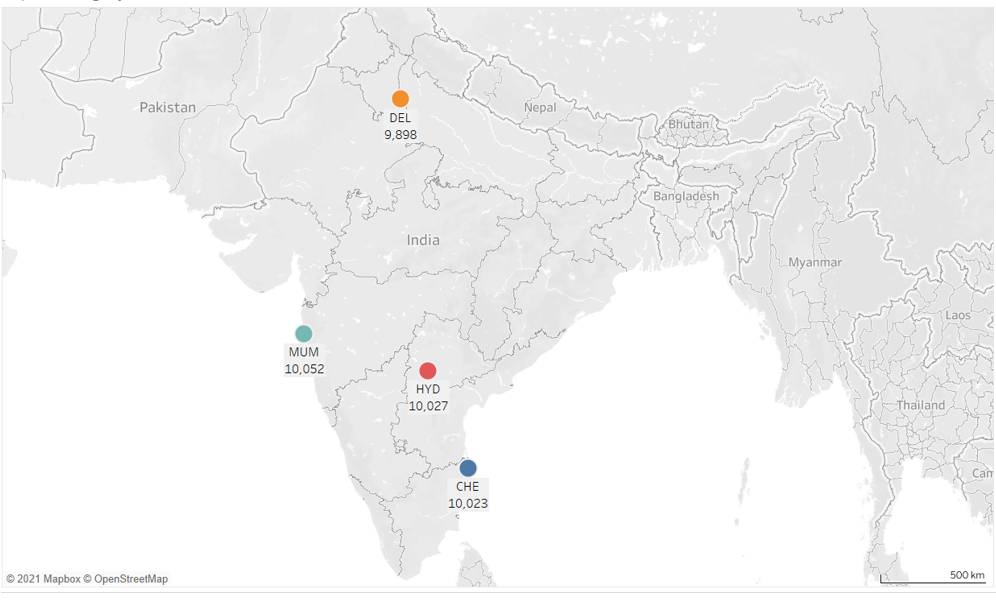 Pakistan
Nepal
DEL
9,898
Bhutan
Bangladesh
India
Myanmar
Laos
MUM
10,052
HYD
10,027
Thailand
CHE
10,023
Cam
500 km
© 2021 Mapbox © OpenStreetMap